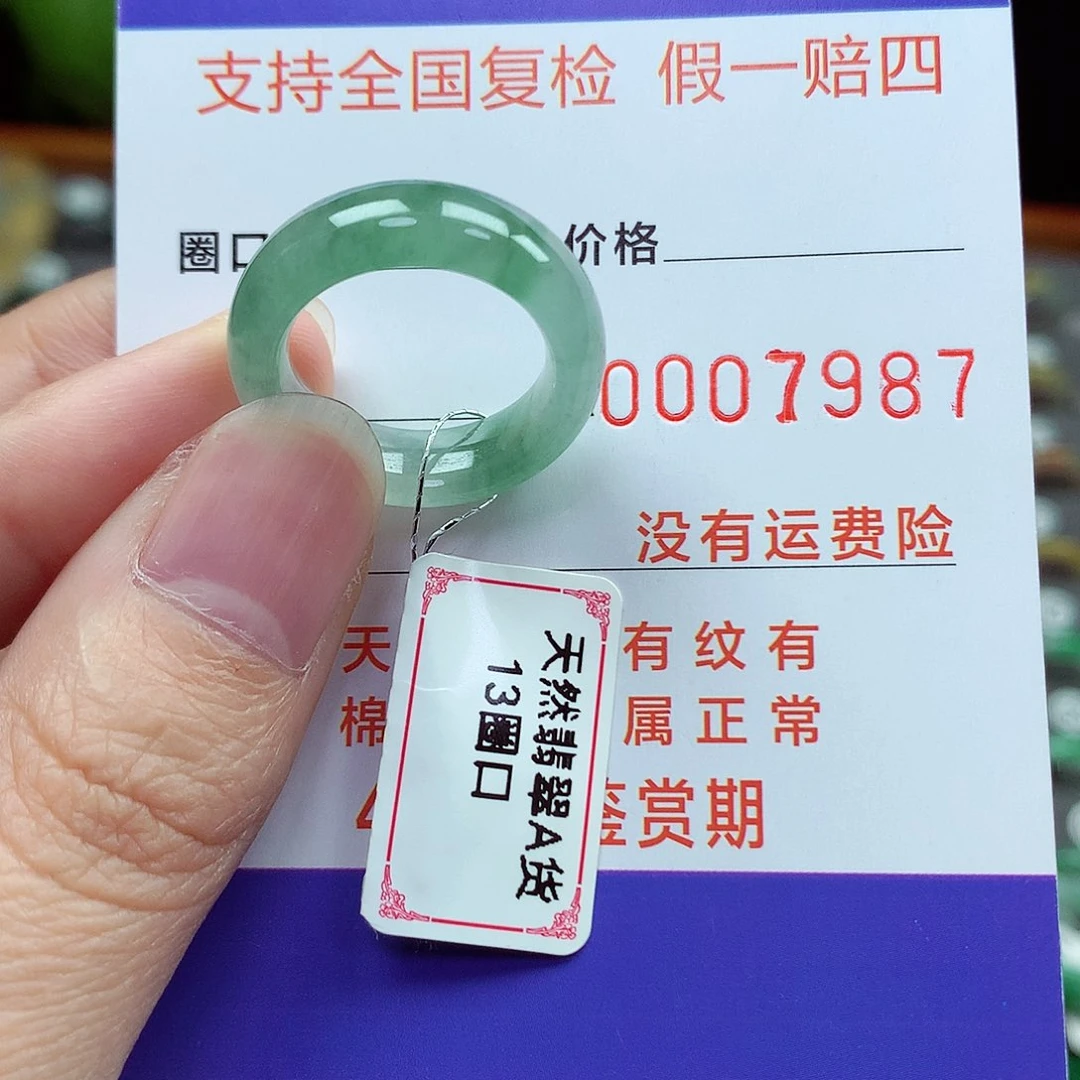 支持全国复检 假一赔四
圈口 价格
0007987
没有运费险
天 有纹有
棉 属正常
鉴赏期
天然翡翠A货
13圈口